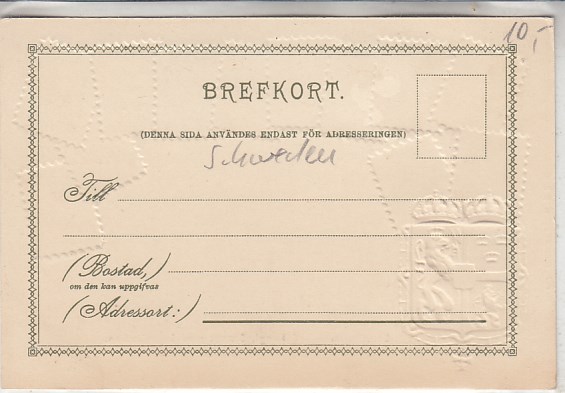 10,-
BREFKORT.
(DENNA SIDA ANVÄNDES ENDAST FÖR ADRESSERINGEN)
Schweden
Till
(Bostad,)
om den kan uppgifvas
(Adressort:)